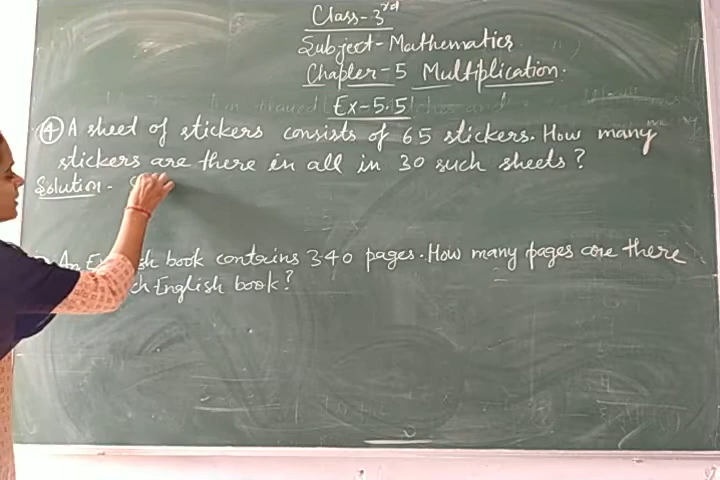 Class-3rd
Subject-Mathematics
Chapter-5 Multiplication.
Ex-5.5
④ A sheet of stickers consists of 65 stickers. How many
stickers are there in all in 30 such sheets?
Solution-
An book contains 340 pages. How many pages are there
English book?